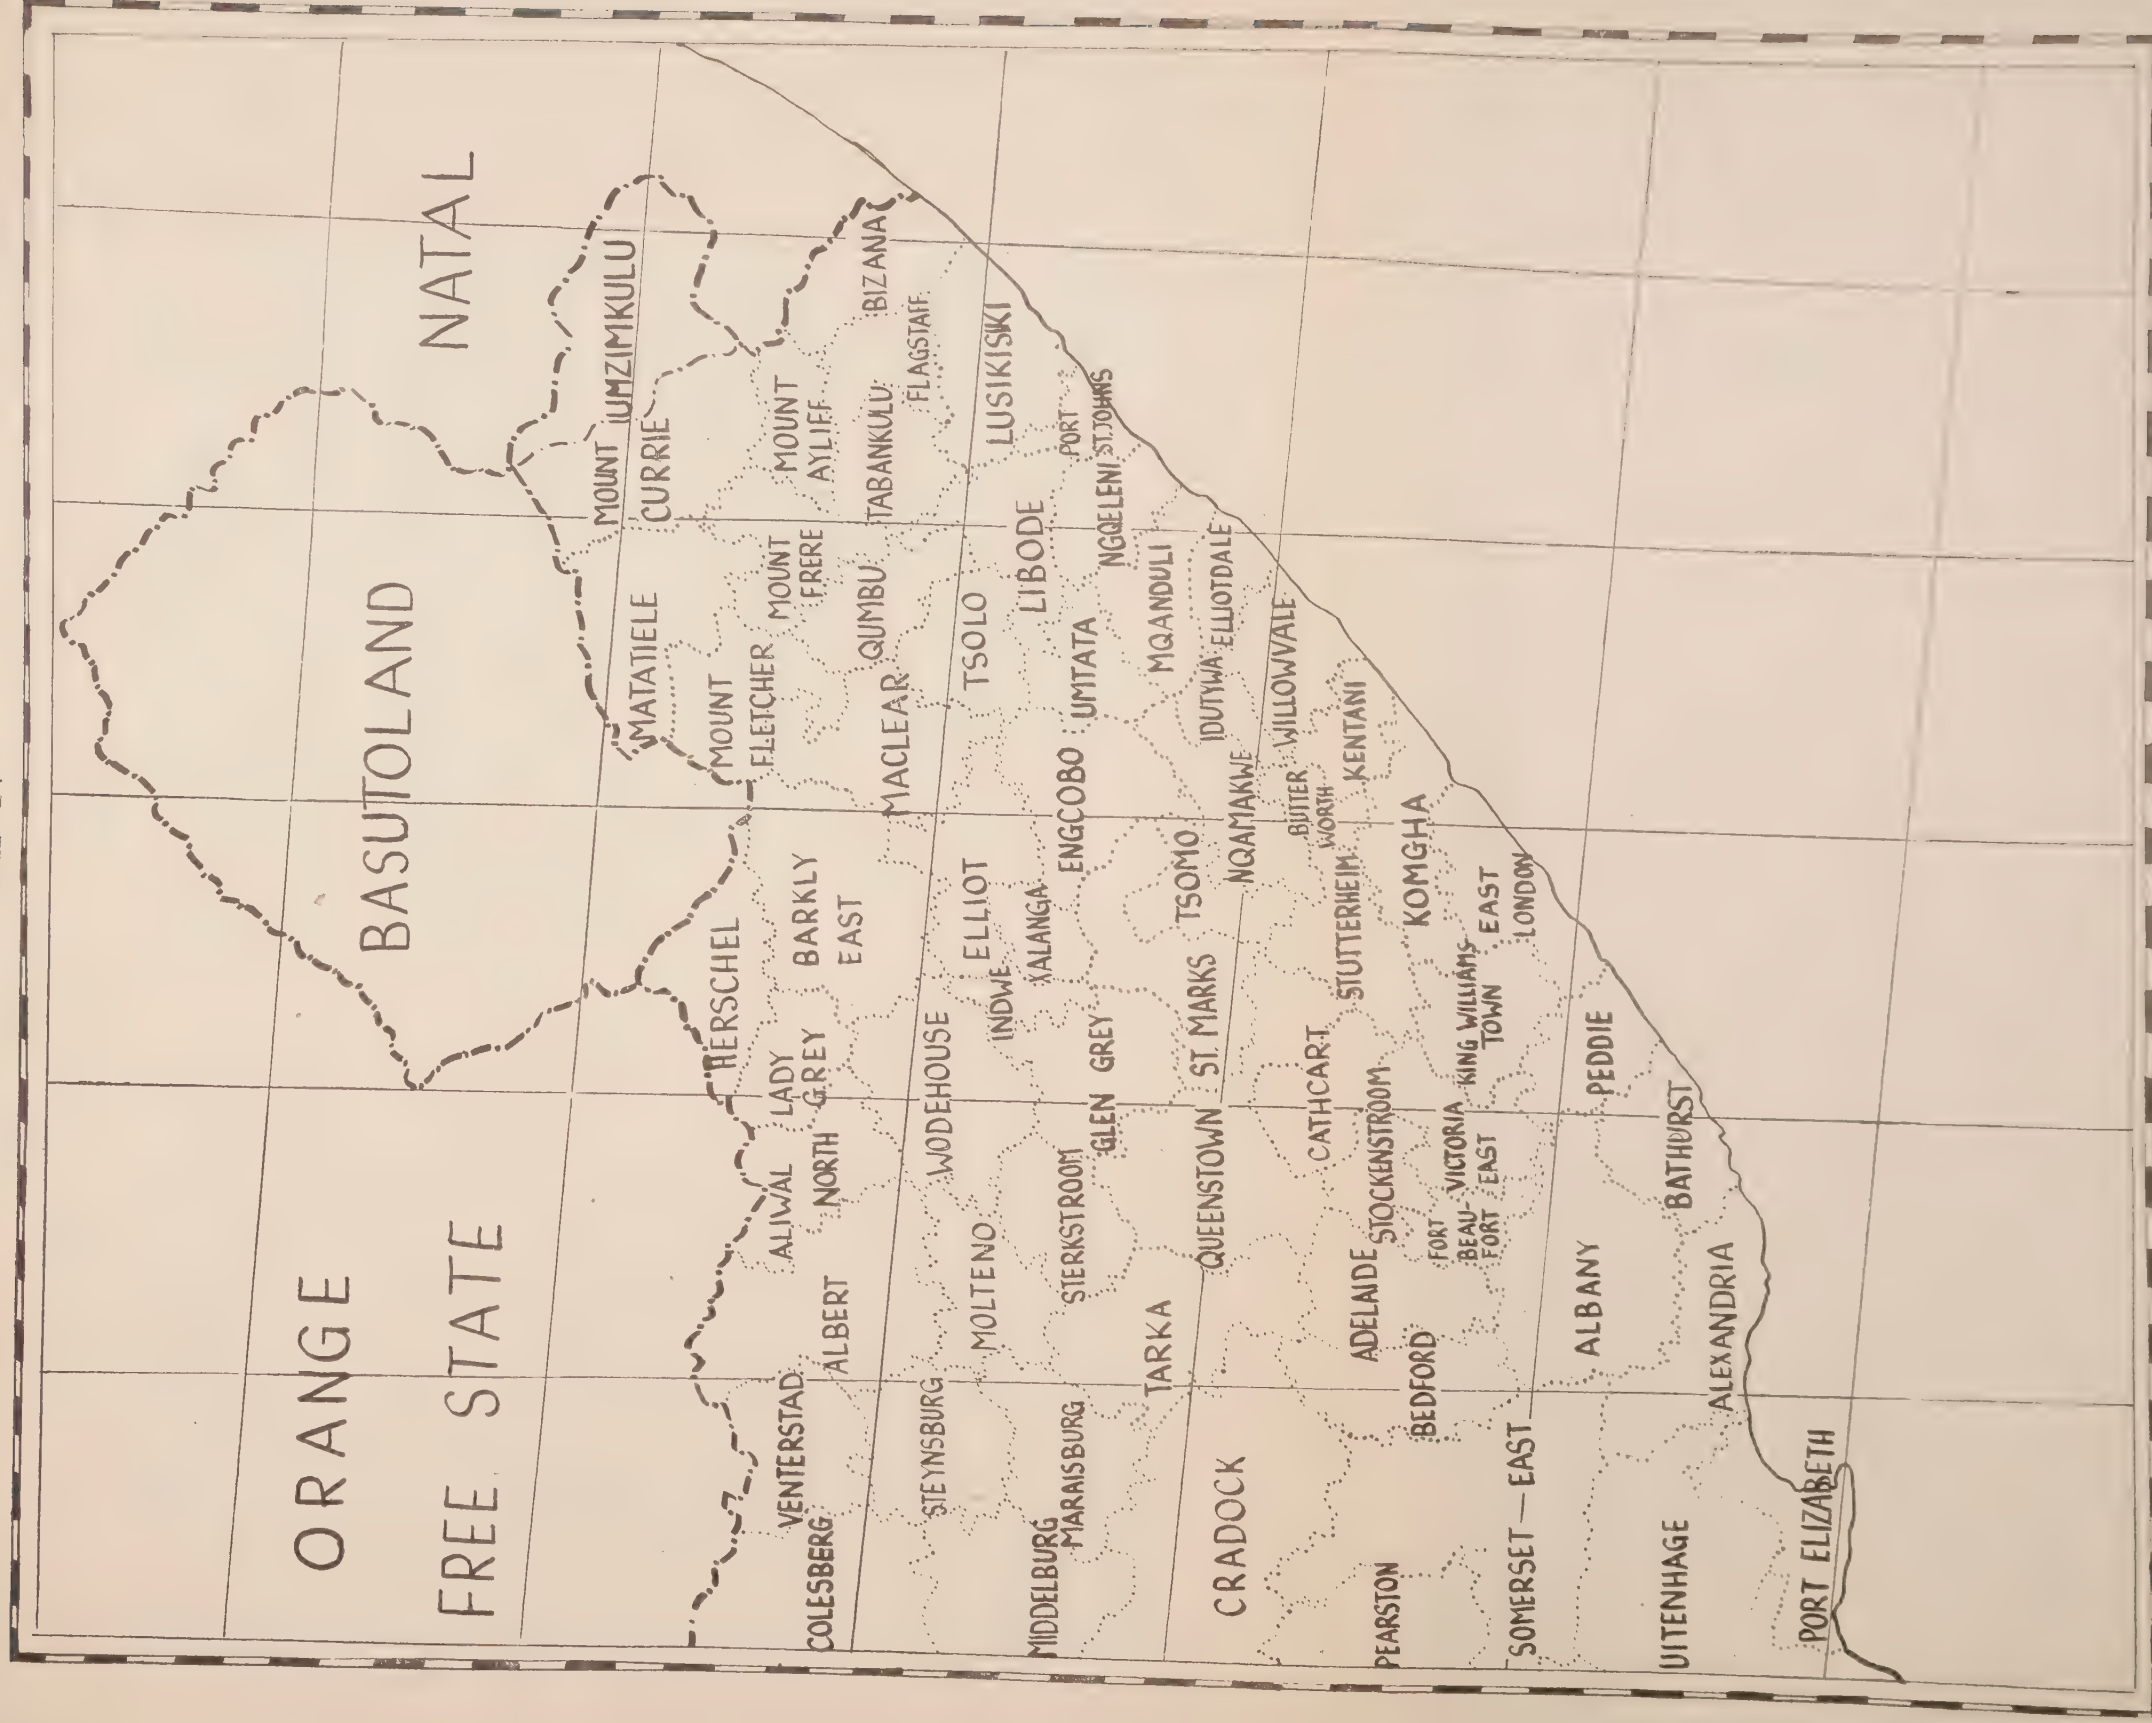 NATAL
BASUTOLAND
ORANGE
FREE STATE
UMZIMKULU
MOUNT
CURRIE
MATATIELE
MOUNT
AYLIFF
BIZANA
FLAGSTAFF
TABANKULU
MOUNT
FRERE
MOUNT
FLETCHER
LUSIKISIKI
QUMBU
MACLEAR
TSOLO
LIBODE
PORT
ST. JOHNS
NGQELENI
UMTATA
MQANDULI
ELLIOTDALE
IDUTYWA
WILLOWVALE
KENTANI
ENGCOBO
NQAMAKWE
BUTTER
WORTH
TSOMO
HERSCHEL
BARKLY
EAST
LADY
GREY
ELLIOT
XALANGA
INDWE
WODEHOUSE
ALIWAL
NORTH
ALBERT
VENTERSTAD
COLESBERG
STEYNSBURG
MOLTENO
STERKSTROOM
GLEN GREY
ST. MARKS
QUEENSTOWN
TARKA
MARAISBURG
MIDDELBURG
CRADOCK
CATHCART
STUTTERHEIM
KOMGHA
EAST
LONDON
KING WILLIAMS
TOWN
STOCKENSTROOM
VICTORIA
EAST
FORT
BEAU-
FORT
ADELAIDE
BEDFORD
PEDDIE
BATHURST
ALBANY
ALEXANDRIA
PEARSTON
SOMERSET — EAST
UITENHAGE
PORT ELIZABETH